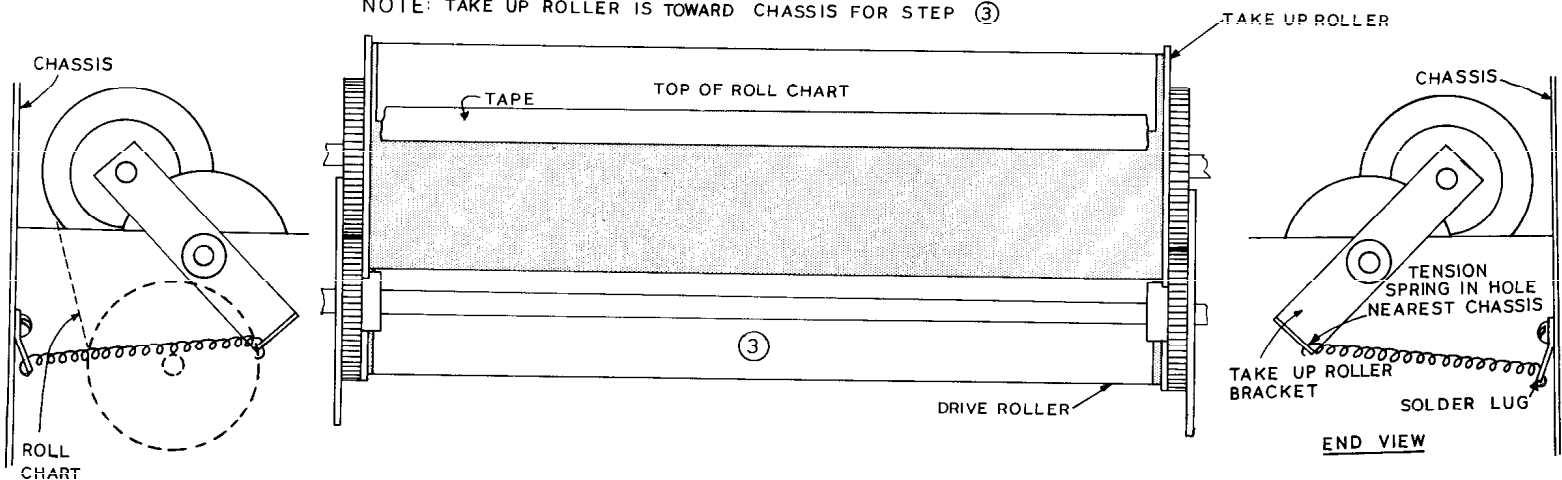 NOTE: TAKE UP ROLLER IS TOWARD CHASSIS FOR STEP ③
TAKE UP ROLLER
CHASSIS
TAPE
TOP OF ROLL CHART
CHASSIS
③
TENSION
SPRING IN HOLE
NEAREST CHASSIS
TAKE UP ROLLER
BRACKET
DRIVE ROLLER
SOLDER LUG
ROLL
CHART
END VIEW